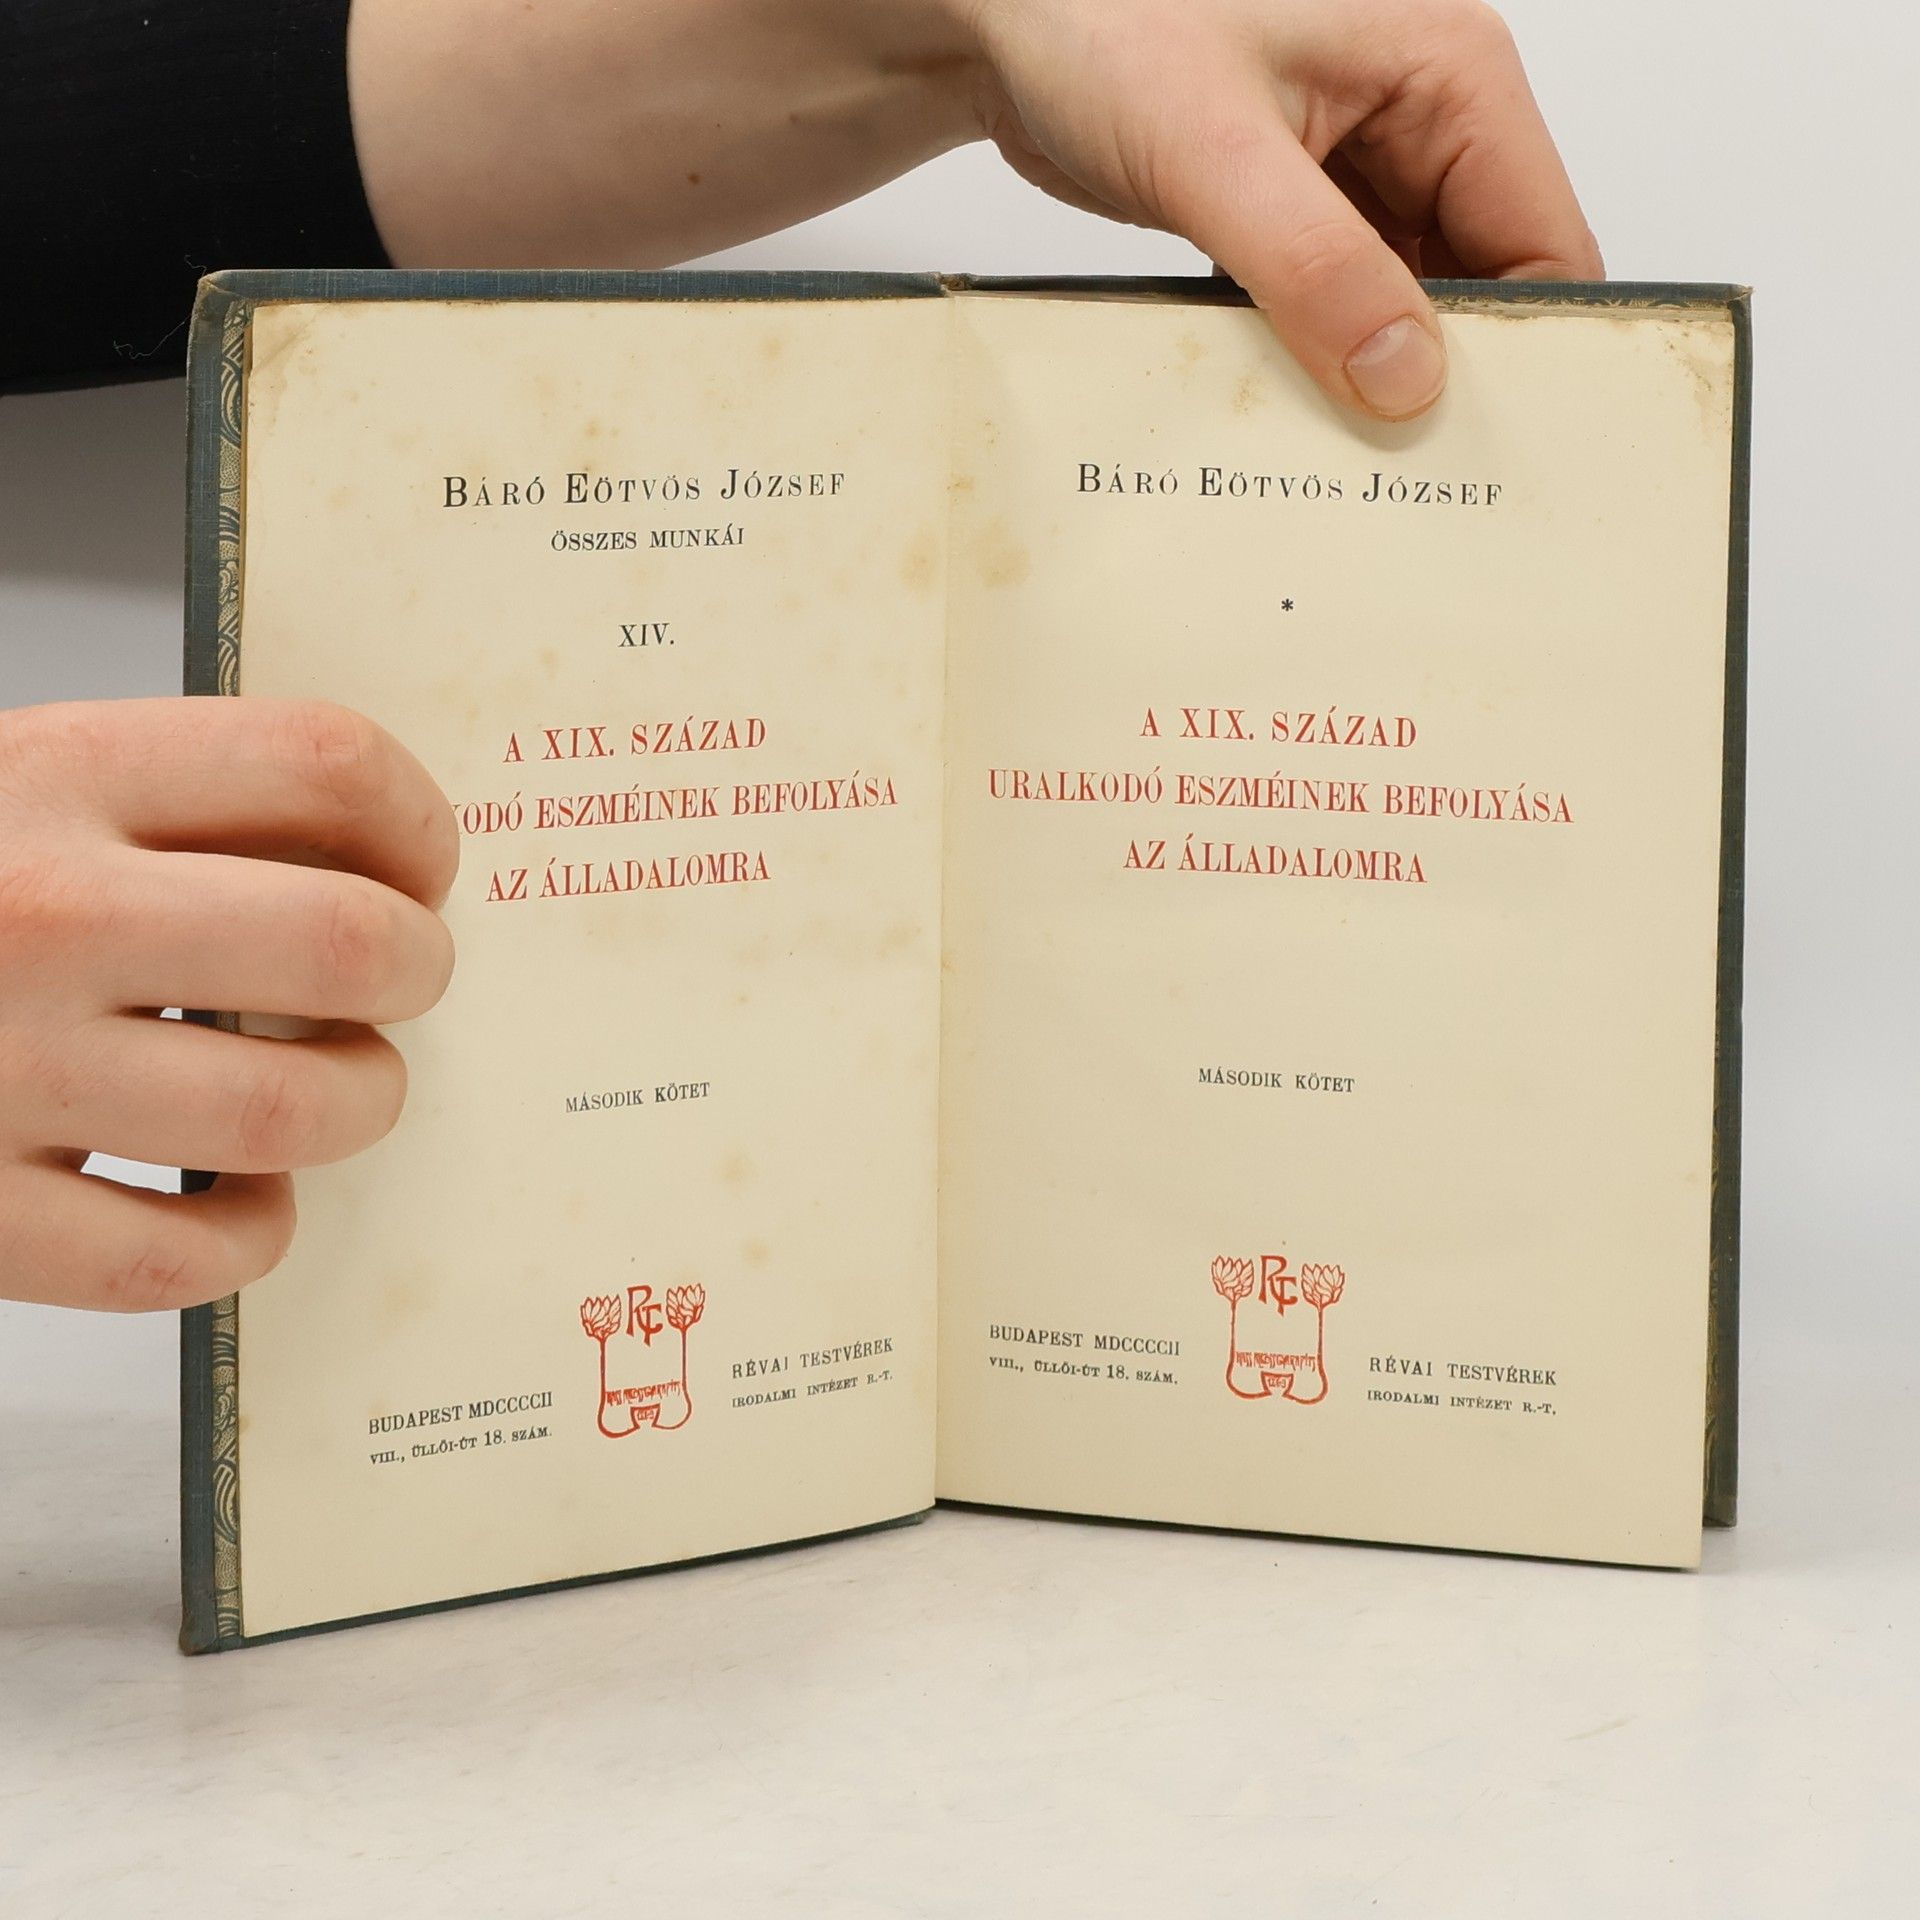 BÁRÓ EÖTVÖS JÓZSEF
ÖSSZES MUNKÁI
XIV.
A XIX. SZÁZAD
KODÓ ESZMÉINEK BEFOLYÁSA
AZ ÁLLADALOMRA
MÁSODIK KÖTET
BUDAPEST MDCCCCII
VIII., ÜLLŐI-ÚT 18. SZÁM.
RÉVAI TESTVÉREK
IRODALMI INTÉZET R.-T.
BÁRÓ EÖTVÖS JÓZSEF
*
A XIX. SZÁZAD
URALKODÓ ESZMÉINEK BEFOLYÁSA
AZ ÁLLADALOMRA
MÁSODIK KÖTET
BUDAPEST MDCCCCII
VIII., ÜLLŐI-ÚT 18. SZÁM.
RÉVAI TESTVÉREK
IRODALMI INTÉZET R.-T.